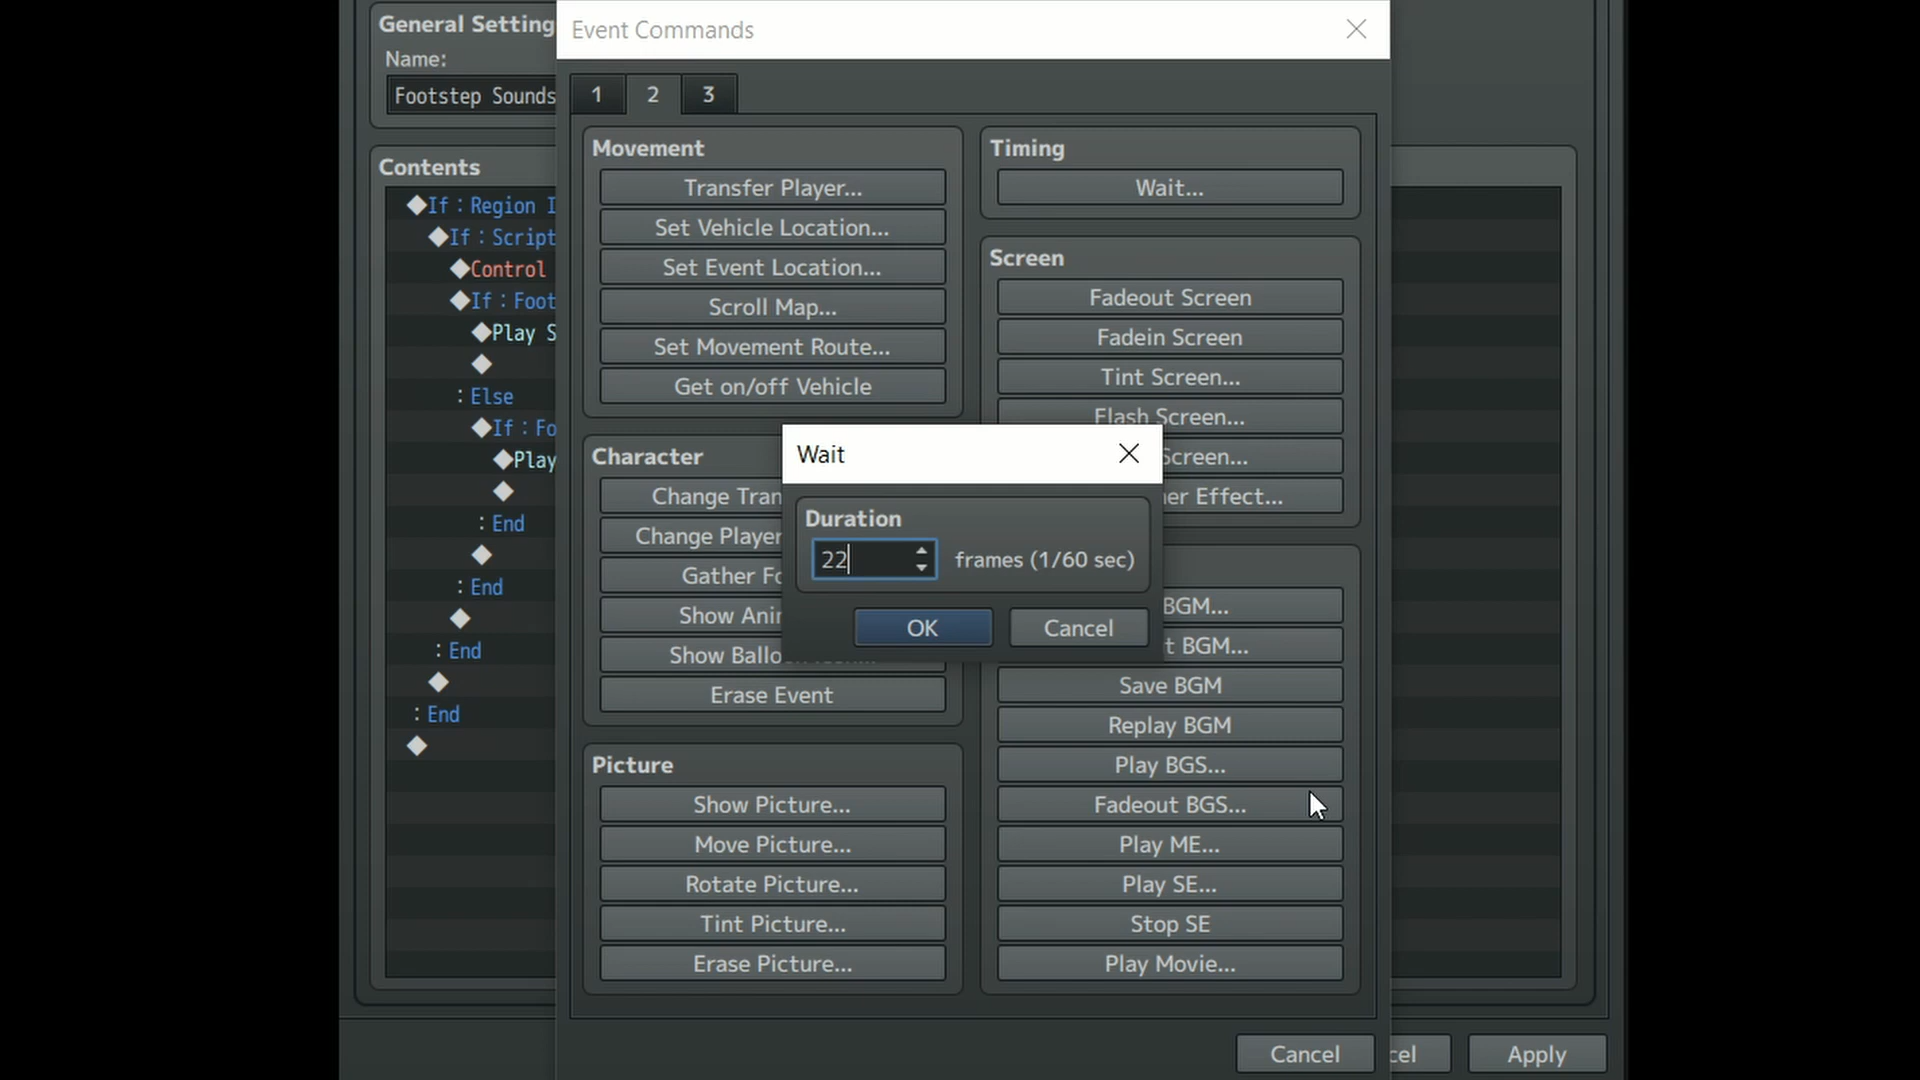 General Setting
Name:
Footstep Sounds
Contents
◆If : Region I
◆If : Script
◆Control
◆If : Foot
◆Play S
◆
: Else
◆If : Fo
◆Play
◆
: End
◆
: End
◆
: End
◆
: End
◆
Event Commands
1 2 3
Movement
Transfer Player...
Set Vehicle Location...
Set Event Location...
Scroll Map...
Set Movement Route...
Get on/off Vehicle
Character
Change Tran
Change Player
Gather Fo
Show Anim
Show Balloon
Erase Event
Picture
Show Picture...
Move Picture...
Rotate Picture...
Tint Picture...
Erase Picture...
Timing
Wait...
Screen
Fadeout Screen
Fadein Screen
Tint Screen...
Flash Screen...
Screen...
er Effect...
BGM...
t BGM...
Save BGM
Replay BGM
Play BGS...
Fadeout BGS...
Play ME...
Play SE...
Stop SE
Play Movie...
Wait
Duration
22 frames (1/60 sec)
OK Cancel
Cancel cel Apply